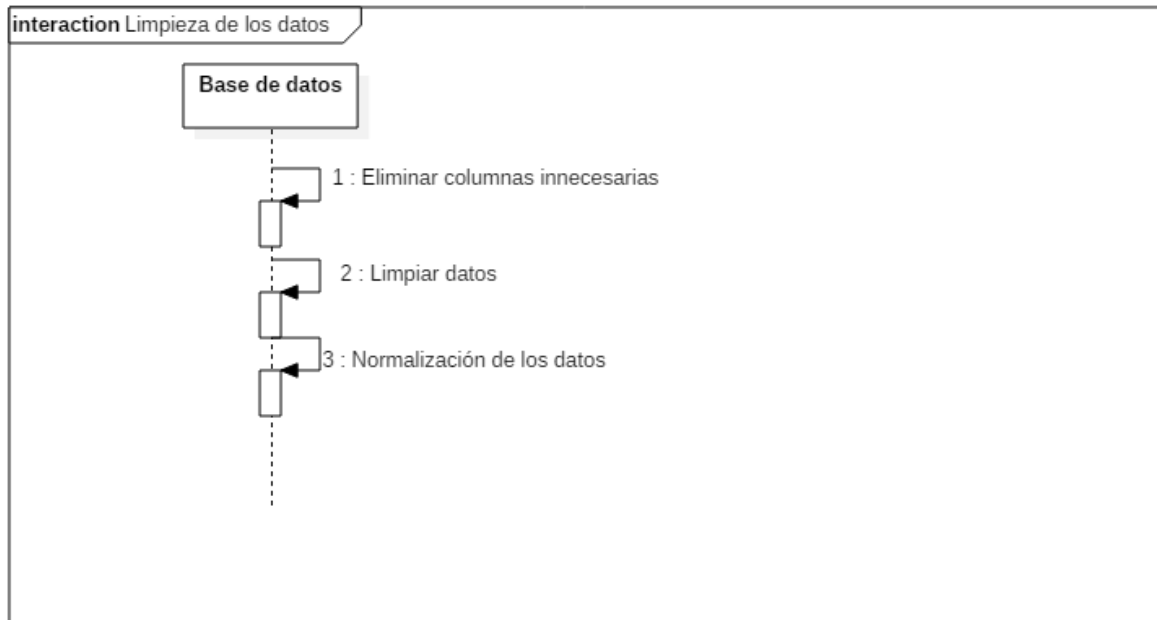 interaction Limpieza de los datos
Base de datos
1 : Eliminar columnas innecesarias
2 : Limpiar datos
3 : Normalización de los datos